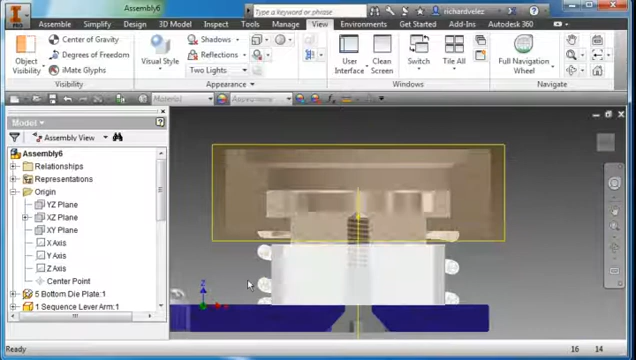 Assembly6
Type a keyword or phrase
richardvelez
PRO
Assemble Simplify Design 3D Model Inspect Tools Manage View Environments Get Started Add-Ins Autodesk 360
Object Visibility
Center of Gravity
Degrees of Freedom
iMate Glyphs
Visibility
Visual Style
Shadows
Reflections
Two Lights
Appearance
User Interface
Clean Screen
Switch
Tile All
Windows
Full Navigation Wheel
Navigate
Material
Appearance
Model
Assembly View
Assembly6
Relationships
Representations
Origin
YZ Plane
XZ Plane
XY Plane
X Axis
Y Axis
Z Axis
Center Point
5 Bottom Die Plate:1
1 Sequence Lever Arm:1
Z
Ready
16 14